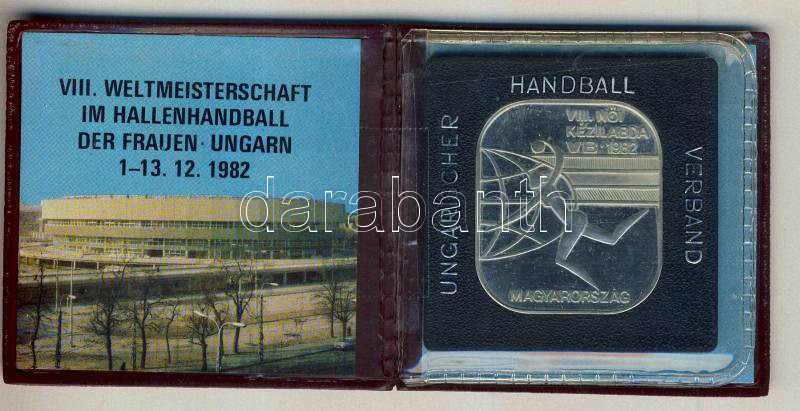 VIII. WELTMEISTERSCHAFT
IM HALLENHANDBALL
DER FRAUEN · UNGARN
1–13. 12. 1982
UNGARISCHER
HANDBALL
VERBAND
VIII. NŐI
KÉZILABDA
VB · 1982
MAGYARORSZÁG
darabanth